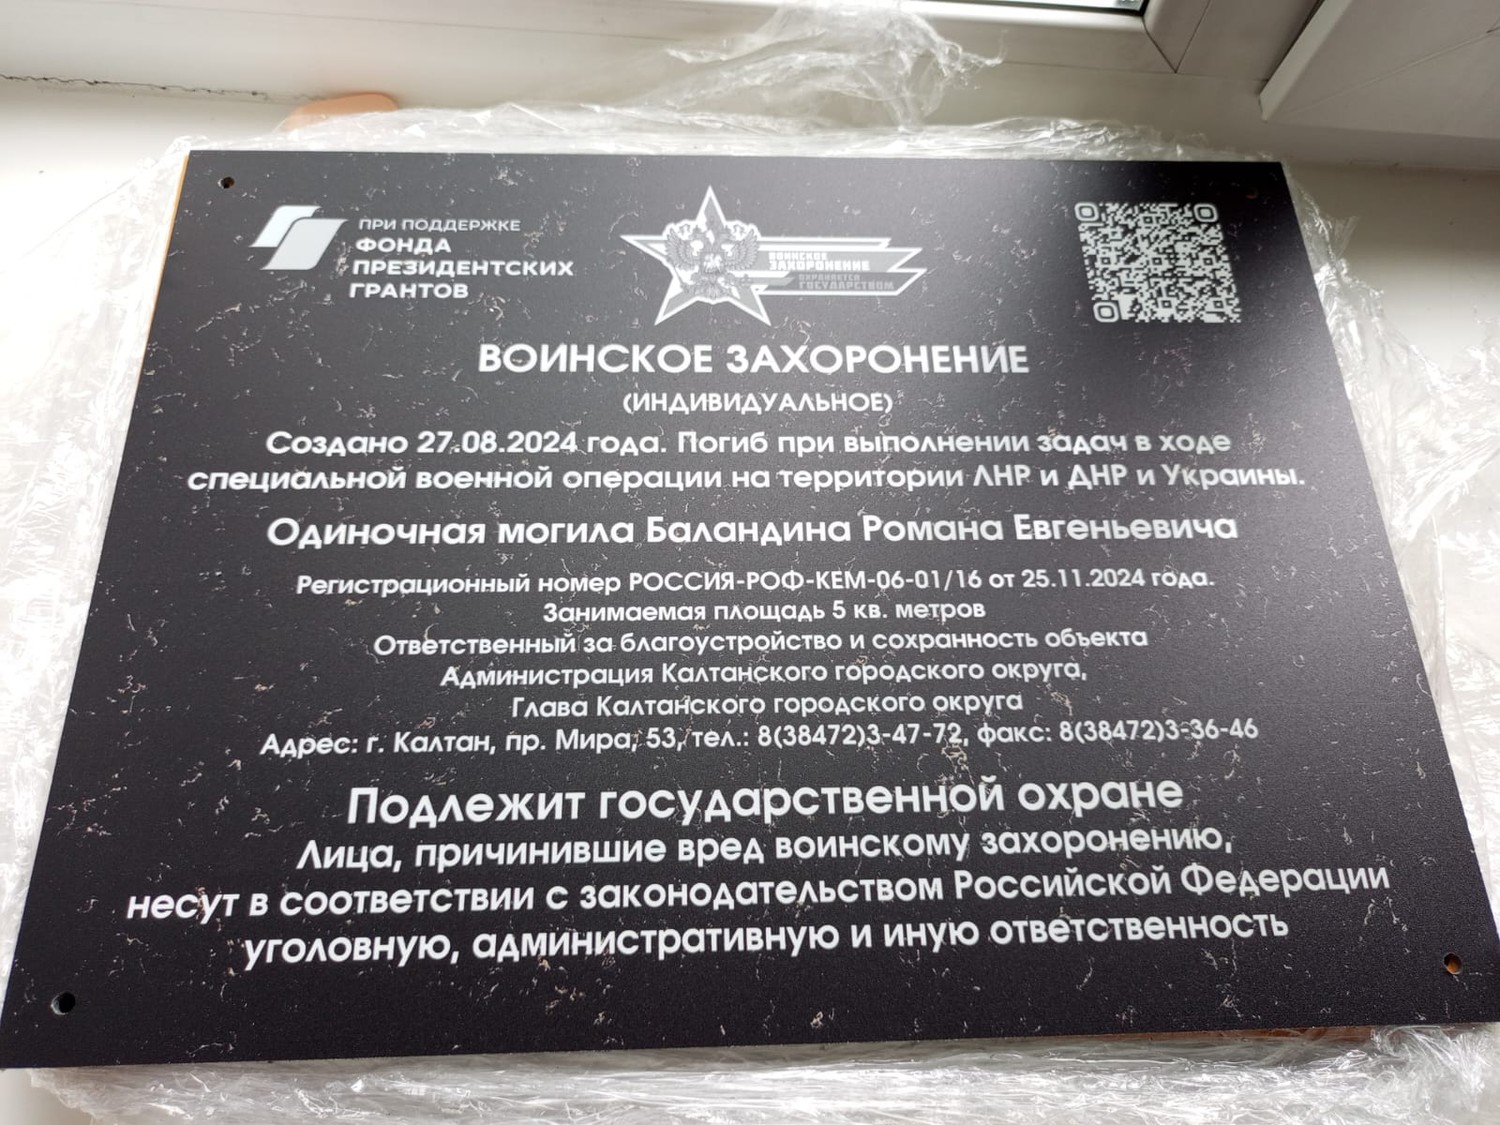 ПРИ ПОДДЕРЖКЕ
ФОНДА
ПРЕЗИДЕНТСКИХ
ГРАНТОВ
ВОИНСКОЕ
ЗАХОРОНЕНИЕ
ОХРАНЯЕТСЯ
ГОСУДАРСТВОМ
ВОИНСКОЕ ЗАХОРОНЕНИЕ
(ИНДИВИДУАЛЬНОЕ)
Создано 27.08.2024 года. Погиб при выполнении задач в ходе
специальной военной операции на территории ЛНР и ДНР и Украины.
Одиночная могила Баландина Романа Евгеньевича
Регистрационный номер РОССИЯ-РОФ-КЕМ-06-01/16 от 25.11.2024 года.
Занимаемая площадь 5 кв. метров
Ответственный за благоустройство и сохранность объекта
Администрация Калтанского городского округа,
Глава Калтанского городского округа
Адрес: г. Калтан, пр. Мира, 53, тел.: 8(38472)3-47-72, факс: 8(38472)3-36-46
Подлежит государственной охране
Лица, причинившие вред воинскому захоронению,
несут в соответствии с законодательством Российской Федерации
уголовную, административную и иную ответственность